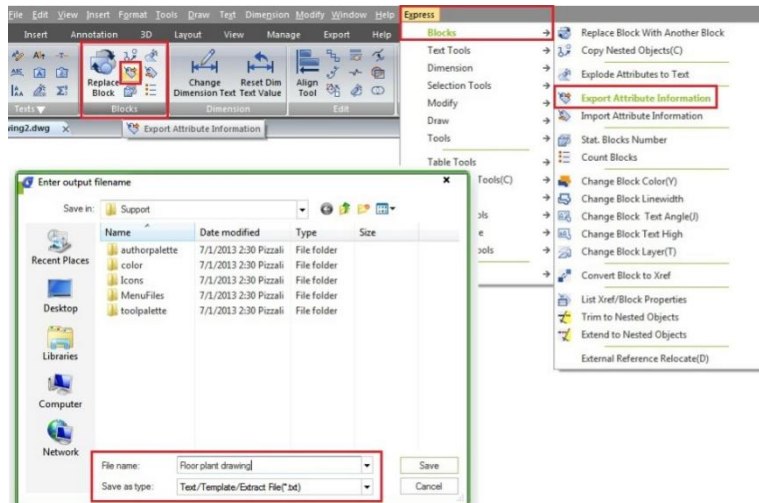 File Edit View Insert Format Tools Draw Text Dimension Modify Window Help Express
Insert Annotation 3D Layout View Manage Export Help
Replace Block
Change Dimension Text
Reset Dim Text Value
Align Tool
Texts▼ Blocks Dimension Edit
ving2.dwg x
Export Attribute Information
Blocks
Text Tools
Dimension
Selection Tools
Modify
Draw
Tools
Table Tools
Tools(C)
ols
e
ools
Replace Block With Another Block
Copy Nested Objects(C)
Explode Attributes to Text
Export Attribute Information
Import Attribute Information
Stat. Blocks Number
Count Blocks
Change Block Color(Y)
Change Block Linewidth
Change Block Text Angle(J)
Change Block Text High
Change Block Layer(T)
Convert Block to Xref
List Xref/Block Properties
Trim to Nested Objects
Extend to Nested Objects
External Reference Relocate(D)
Enter output filename x
Save in: Support
Name Date modified Type Size
authorpalette 7/1/2013 2:30 Pizzali File folder
color 7/1/2013 2:30 Pizzali File folder
Icons 7/1/2013 2:30 Pizzali File folder
MenuFiles 7/1/2013 2:30 Pizzali File folder
toolpalette 7/1/2013 2:30 Pizzali File folder
Recent Places
Desktop
Libraries
Computer
Network
File name: Floor plant drawing Save
Save as type: Text/Template/Extract File(*.txt) Cancel